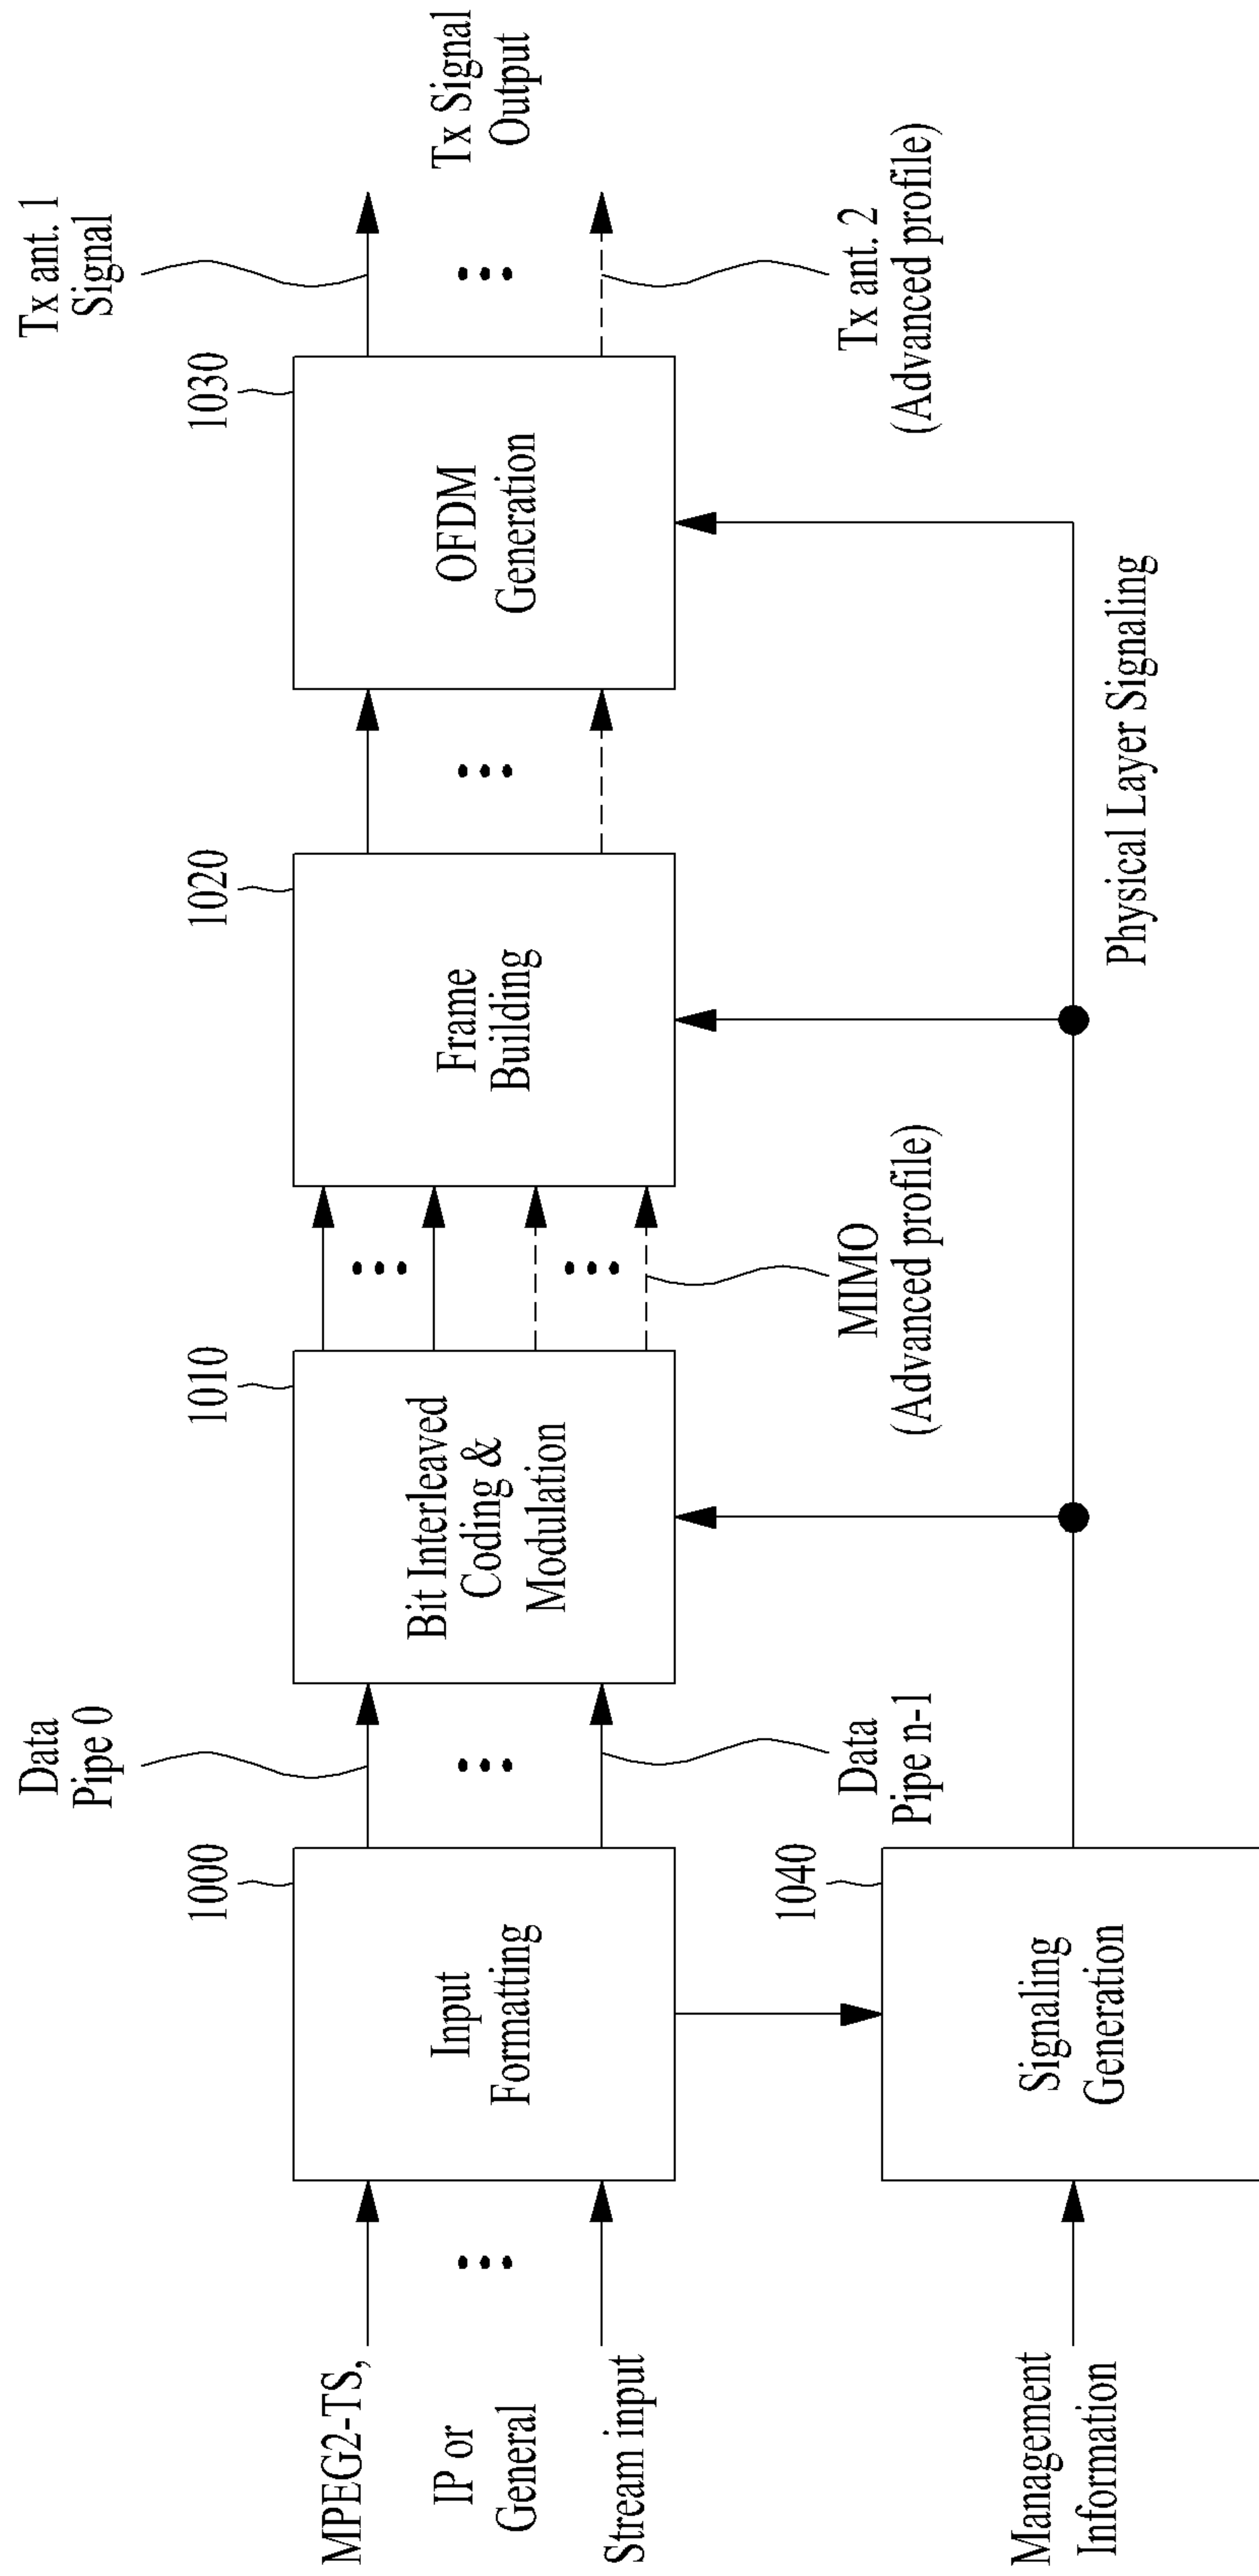 MPEG2-TS,
IP or
General
Stream input
1000
Input
Formatting
Data
Pipe 0
Data
Pipe n-1
1010
Bit Interleaved
Coding &
Modulation
MIMO
(Advanced profile)
1020
Frame
Building
1030
OFDM
Generation
Tx ant. 1
Signal
Tx Signal
Output
Tx ant. 2
(Advanced profile)
Management
Information
1040
Signaling
Generation
Physical Layer Signaling